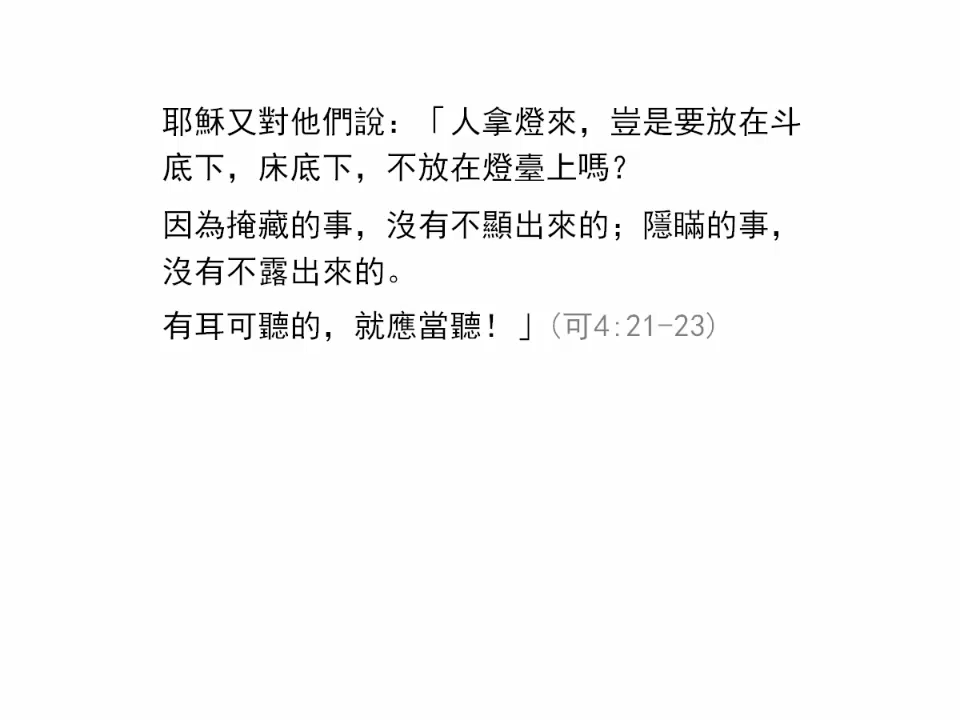 耶穌又對他們說：「人拿燈來，豈是要放在斗
底下，床底下，不放在燈臺上嗎？
因為掩藏的事，沒有不顯出來的；隱瞞的事，
沒有不露出來的。
有耳可聽的，就應當聽！」(可4:21-23)